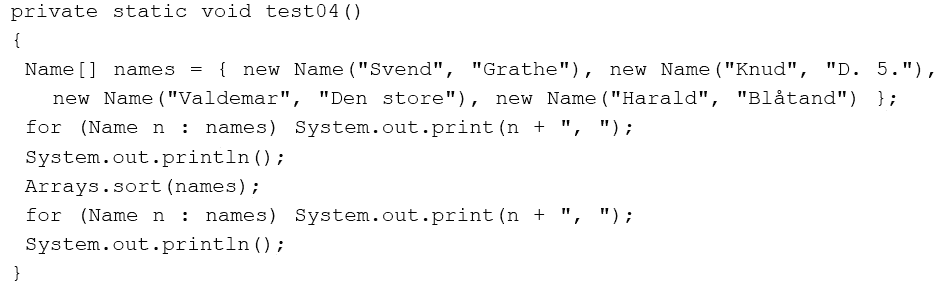 private static void test04()
{
 Name[] names = { new Name("Svend", "Grathe"), new Name("Knud", "D. 5."),
   new Name("Valdemar", "Den store"), new Name("Harald", "Blåtand") };
 for (Name n : names) System.out.print(n + ", ");
 System.out.println();
 Arrays.sort(names);
 for (Name n : names) System.out.print(n + ", ");
 System.out.println();
}